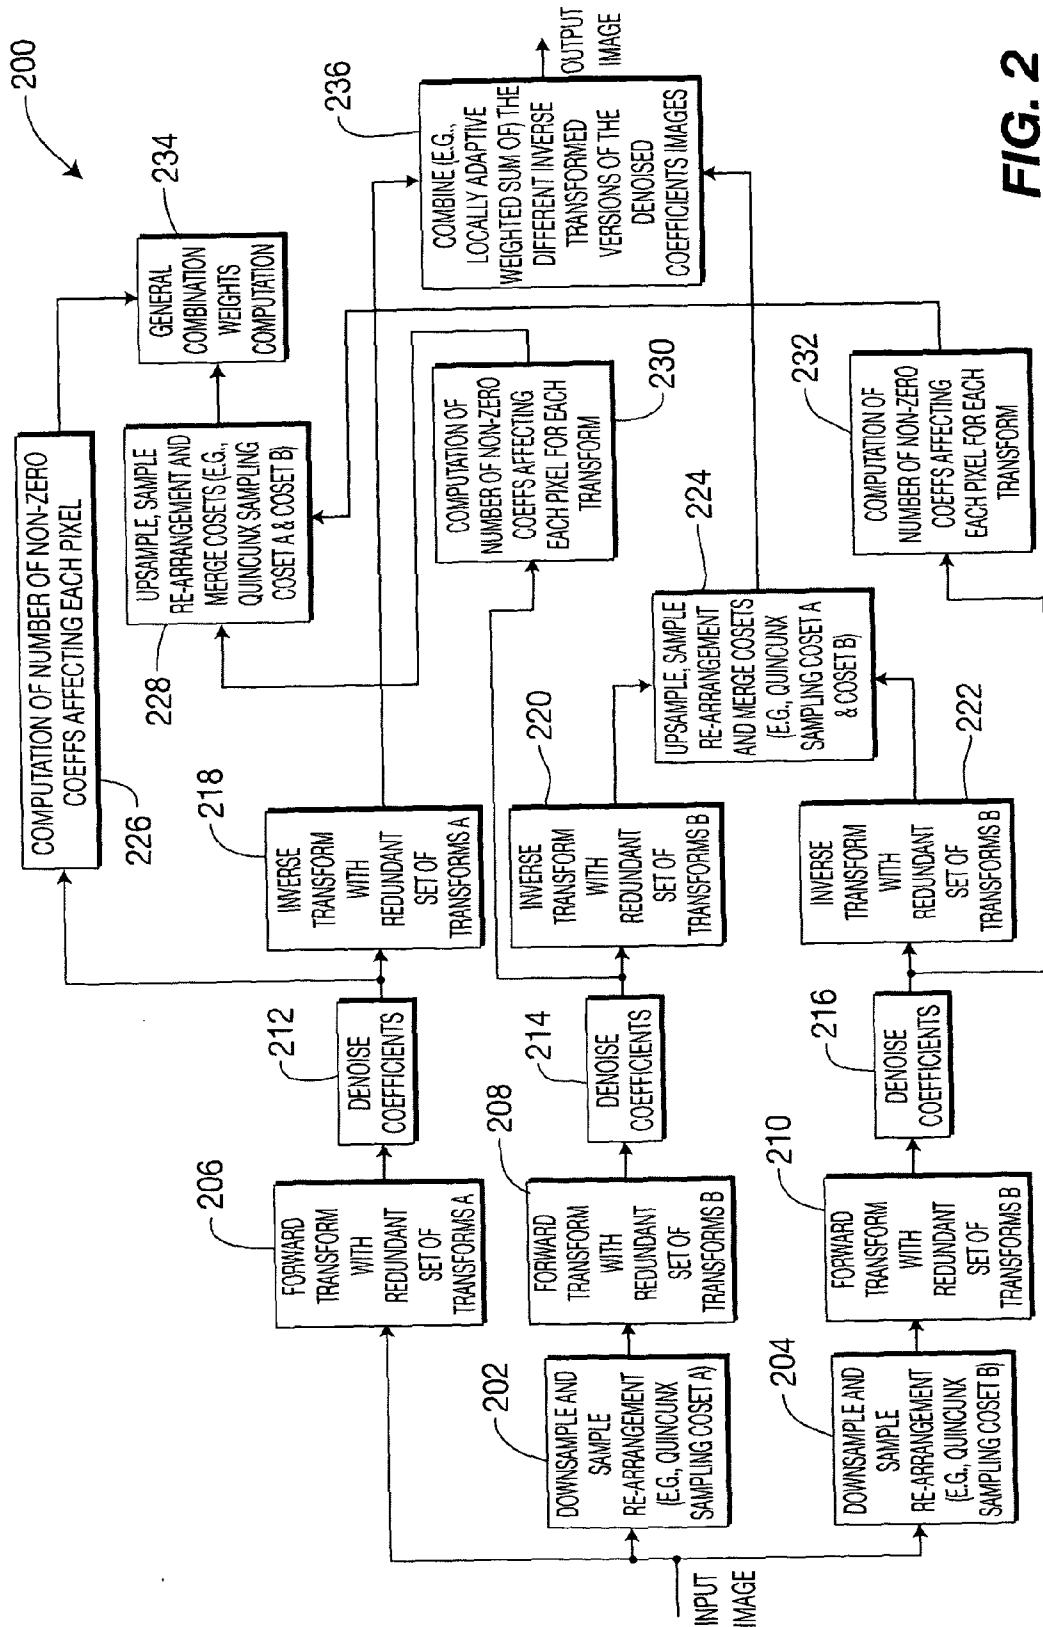 200
COMPUTATION OF NUMBER OF NON-ZERO
COEFFS AFFECTING EACH PIXEL
226
GENERAL
COMBINATION
WEIGHTS
COMPUTATION
234
UPSAMPLE, SAMPLE
RE-ARRANGEMENT AND
MERGE COSETS (E.G.,
QUINCUNX SAMPLING
COSET A & COSET B)
228
206
FORWARD
TRANSFORM
WITH
REDUNDANT
SET OF
TRANSFORMS A
212
DENOISE
COEFFICIENTS
218
INVERSE
TRANSFORM
WITH
REDUNDANT
SET OF
TRANSFORMS A
236
COMBINE (E.G.,
LOCALLY ADAPTIVE
WEIGHTED SUM OF) THE
DIFFERENT INVERSE
TRANSFORMED
VERSIONS OF THE
DENOISED
COEFFICIENTS IMAGES
OUTPUT
IMAGE
COMPUTATION OF
NUMBER OF NON-ZERO
COEFFS AFFECTING
EACH PIXEL FOR EACH
TRANSFORM
230
202
DOWNSAMPLE AND
SAMPLE
RE-ARRANGEMENT
(E.G., QUINCUNX
SAMPLING COSET A)
208
FORWARD
TRANSFORM
WITH
REDUNDANT
SET OF
TRANSFORMS B
214
DENOISE
COEFFICIENTS
220
INVERSE
TRANSFORM
WITH
REDUNDANT
SET OF
TRANSFORMS B
224
UPSAMPLE, SAMPLE
RE-ARRANGEMENT
AND MERGE COSETS
(E.G., QUINCUNX
SAMPLING COSET A
& COSET B)
INPUT
IMAGE
204
DOWNSAMPLE AND
SAMPLE
RE-ARRANGEMENT
(E.G., QUINCUNX
SAMPLING COSET B)
210
FORWARD
TRANSFORM
WITH
REDUNDANT
SET OF
TRANSFORMS B
216
DENOISE
COEFFICIENTS
INVERSE
TRANSFORM
WITH
REDUNDANT
SET OF
TRANSFORMS B
222
232
COMPUTATION OF
NUMBER OF NON-ZERO
COEFFS AFFECTING
EACH PIXEL FOR EACH
TRANSFORM
FIG. 2